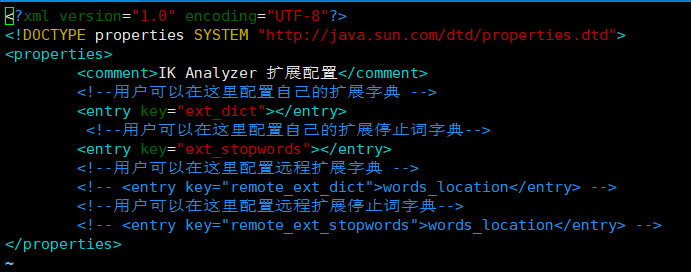 <?xml version="1.0" encoding="UTF-8"?>
<!DOCTYPE properties SYSTEM "http://java.sun.com/dtd/properties.dtd">
<properties>
        <comment>IK Analyzer 扩展配置</comment>
        <!--用户可以在这里配置自己的扩展字典 -->
        <entry key="ext_dict"></entry>
         <!--用户可以在这里配置自己的扩展停止词字典-->
        <entry key="ext_stopwords"></entry>
        <!--用户可以在这里配置远程扩展字典 -->
        <!-- <entry key="remote_ext_dict">words_location</entry> -->
        <!--用户可以在这里配置远程扩展停止词字典-->
        <!-- <entry key="remote_ext_stopwords">words_location</entry> -->
</properties>
~